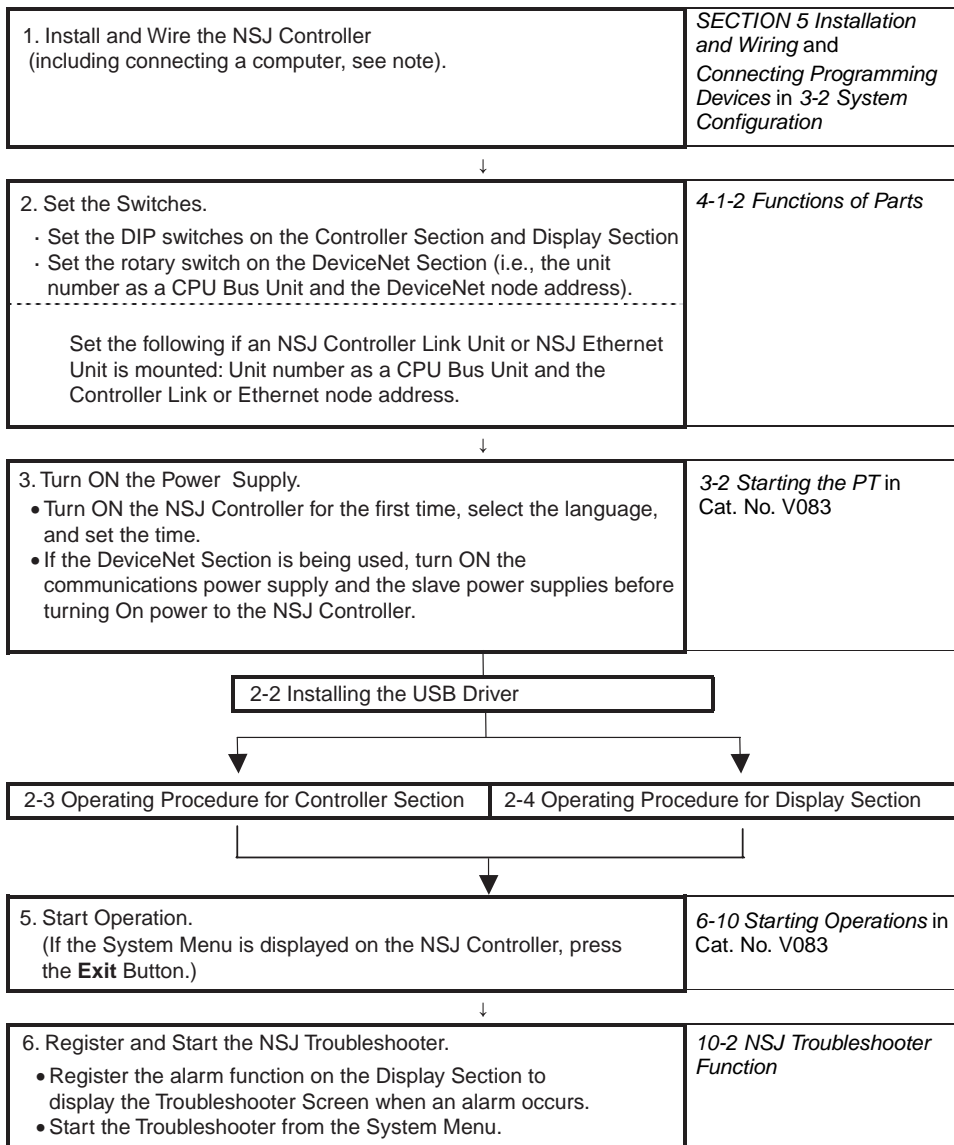 1. Install and Wire the NSJ Controller
(including connecting a computer, see note).
SECTION 5 Installation
and Wiring and
Connecting Programming
Devices in 3-2 System
Configuration
↓
2. Set the Switches.
· Set the DIP switches on the Controller Section and Display Section
· Set the rotary switch on the DeviceNet Section (i.e., the unit
number as a CPU Bus Unit and the DeviceNet node address).
Set the following if an NSJ Controller Link Unit or NSJ Ethernet
Unit is mounted: Unit number as a CPU Bus Unit and the
Controller Link or Ethernet node address.
4-1-2 Functions of Parts
↓
3. Turn ON the Power Supply.
• Turn ON the NSJ Controller for the first time, select the language,
and set the time.
• If the DeviceNet Section is being used, turn ON the
communications power supply and the slave power supplies before
turning On power to the NSJ Controller.
3-2 Starting the PT in
Cat. No. V083
2-2 Installing the USB Driver
2-3 Operating Procedure for Controller Section
2-4 Operating Procedure for Display Section
5. Start Operation.
(If the System Menu is displayed on the NSJ Controller, press
the Exit Button.)
6-10 Starting Operations in
Cat. No. V083
↓
6. Register and Start the NSJ Troubleshooter.
• Register the alarm function on the Display Section to
display the Troubleshooter Screen when an alarm occurs.
• Start the Troubleshooter from the System Menu.
10-2 NSJ Troubleshooter
Function